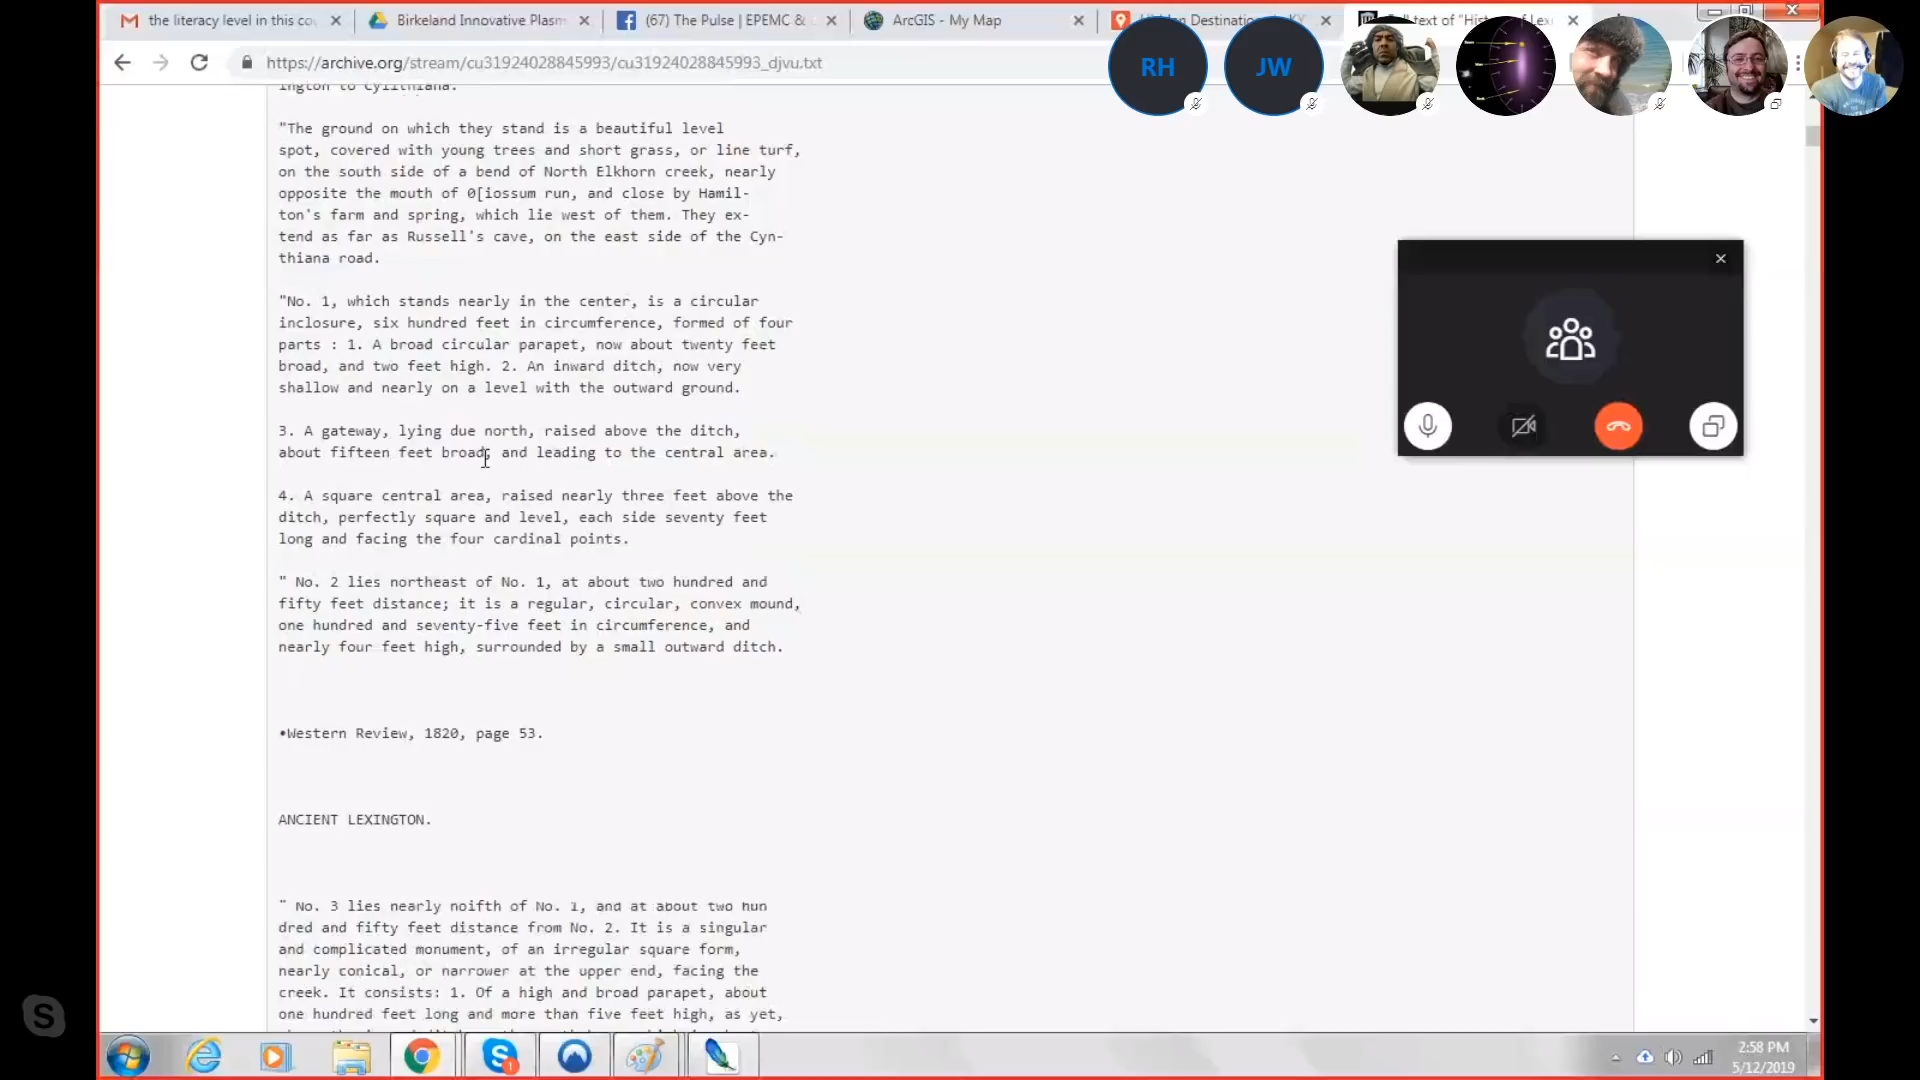 the literacy level in this co
Birkeland Innovative Plasm
(67) The Pulse | EPEMC &
ArcGIS - My Map
text of "Hist of Lex
https://archive.org/stream/cu31924028845993/cu31924028845993_djvu.txt
RH
JW
ington to Cynthiana.
"The ground on which they stand is a beautiful level
spot, covered with young trees and short grass, or line turf,
on the south side of a bend of North Elkhorn creek, nearly
opposite the mouth of 0[iossum run, and close by Hamil-
ton's farm and spring, which lie west of them. They ex-
tend as far as Russell's cave, on the east side of the Cyn-
thiana road.
"No. 1, which stands nearly in the center, is a circular
inclosure, six hundred feet in circumference, formed of four
parts : 1. A broad circular parapet, now about twenty feet
broad, and two feet high. 2. An inward ditch, now very
shallow and nearly on a level with the outward ground.
3. A gateway, lying due north, raised above the ditch,
about fifteen feet broad, and leading to the central area.
4. A square central area, raised nearly three feet above the
ditch, perfectly square and level, each side seventy feet
long and facing the four cardinal points.
" No. 2 lies northeast of No. 1, at about two hundred and
fifty feet distance; it is a regular, circular, convex mound,
one hundred and seventy-five feet in circumference, and
nearly four feet high, surrounded by a small outward ditch.
•Western Review, 1820, page 53.
ANCIENT LEXINGTON.
" No. 3 lies nearly noifth of No. 1, and at about two hun
dred and fifty feet distance from No. 2. It is a singular
and complicated monument, of an irregular square form,
nearly conical, or narrower at the upper end, facing the
creek. It consists: 1. Of a high and broad parapet, about
one hundred feet long and more than five feet high, as yet,
2:58 PM
5/12/2019